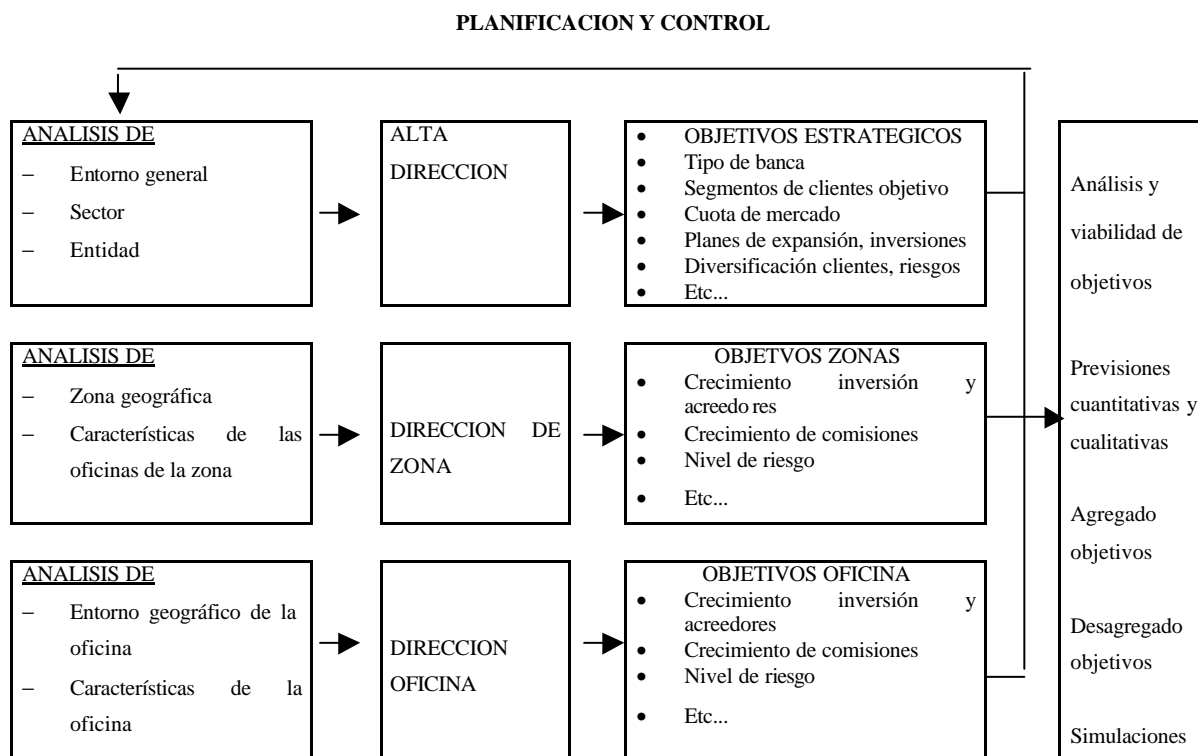 PLANIFICACION Y CONTROL
ANALISIS DE
– Entorno general
– Sector
– Entidad
ALTA
DIRECCION
• OBJETIVOS ESTRATEGICOS
• Tipo de banca
• Segmentos de clientes objetivo
• Cuota de mercado
• Planes de expansión, inversiones
• Diversificación clientes, riesgos
• Etc...
ANALISIS DE
– Zona geográfica
– Características de las
oficinas de la zona
DIRECCION DE
ZONA
OBJETVOS ZONAS
• Crecimiento inversión y
acreedo res
• Crecimiento de comisiones
• Nivel de riesgo
• Etc...
ANALISIS DE
– Entorno geográfico de la
oficina
– Características de la
oficina
DIRECCION
OFICINA
OBJETIVOS OFICINA
• Crecimiento inversión y
acreedores
• Crecimiento de comisiones
• Nivel de riesgo
• Etc...
Análisis y
viabilidad de
objetivos
Previsiones
cuantitativas y
cualitativas
Agregado
objetivos
Desagregado
objetivos
Simulaciones